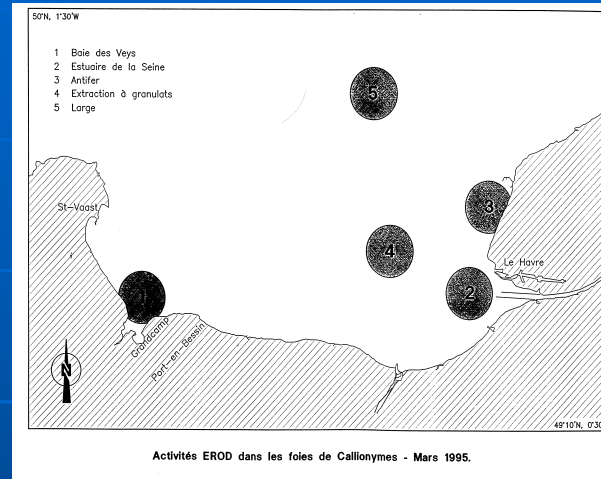 50°N, 1°30'W
1 Baie des Veys
2 Estuaire de la Seine
3 Antifer
4 Extraction à granulats
5 Large
5
St-Vaast
3
4
Le Havre
1
2
Grandcamp
Port-en-Bessin
N
49°10'N, 0°30
Activités EROD dans les foies de Callionymes - Mars 1995.